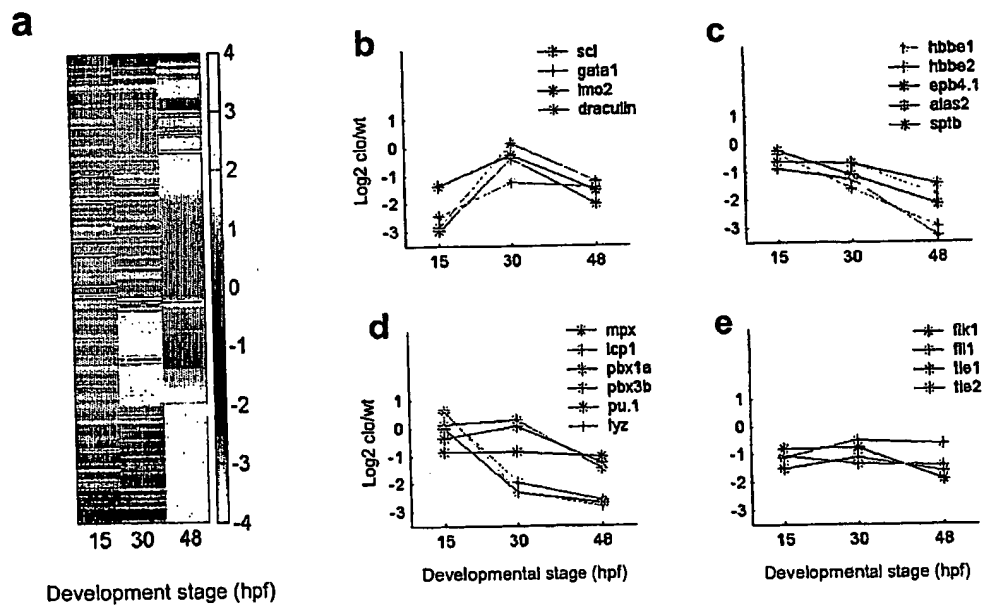 a
4
3
2
1
0
-1
-2
-3
-4
15 30 48
Development stage (hpf)
b
scl
gata1
lmo2
draculin
Log2 clo/wt
1
0
-1
-2
-3
15 30 48
c
hbbe1
hbbe2
epb4.1
alas2
sptb
1
0
-1
-2
-3
15 30 48
d
mpx
lcp1
pbx1a
pbx3b
pu.1
lyz
Log2 clo/wt
1
0
-1
-2
-3
15 30 48
Developmental stage (hpf)
e
flk1
fli1
tie1
tie2
1
0
-1
-2
-3
15 30 48
Developmental stage (hpf)